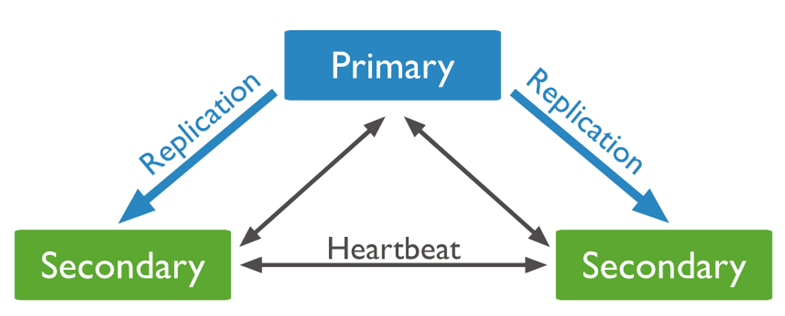 Primary
Replication
Replication
Heartbeat
Secondary
Secondary